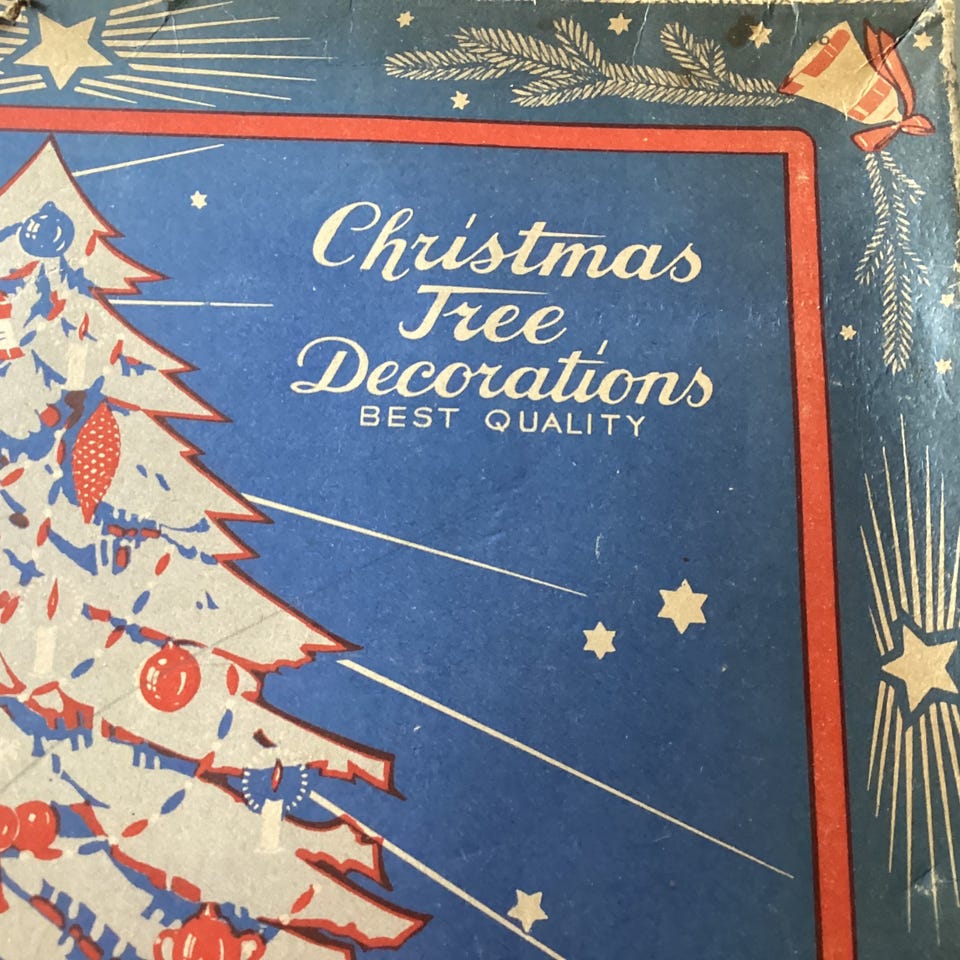 Christmas
Tree
Decorations
BEST QUALITY